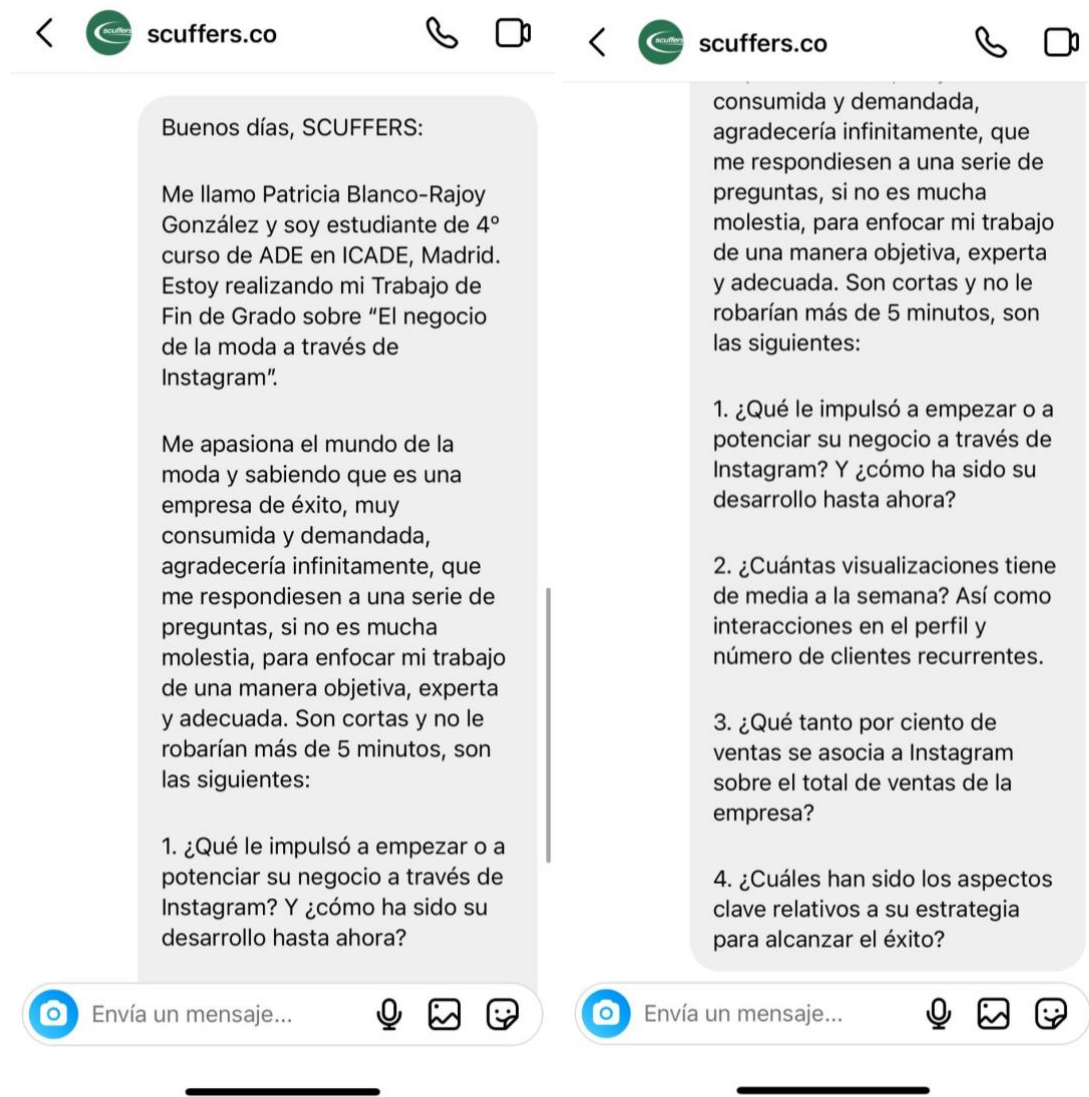 scuffers.co
scuffers
Buenos días, SCUFFERS:
Me llamo Patricia Blanco-Rajoy
González y soy estudiante de 4º
curso de ADE en ICADE, Madrid.
Estoy realizando mi Trabajo de
Fin de Grado sobre “El negocio
de la moda a través de
Instagram”.
Me apasiona el mundo de la
moda y sabiendo que es una
empresa de éxito, muy
consumida y demandada,
agradecería infinitamente, que
me respondiesen a una serie de
preguntas, si no es mucha
molestia, para enfocar mi trabajo
de una manera objetiva, experta
y adecuada. Son cortas y no le
robarían más de 5 minutos, son
las siguientes:
1. ¿Qué le impulsó a empezar o a
potenciar su negocio a través de
Instagram? Y ¿cómo ha sido su
desarrollo hasta ahora?
Envía un mensaje...
scuffers.co
scuffers
consumida y demandada,
agradecería infinitamente, que
me respondiesen a una serie de
preguntas, si no es mucha
molestia, para enfocar mi trabajo
de una manera objetiva, experta
y adecuada. Son cortas y no le
robarían más de 5 minutos, son
las siguientes:
1. ¿Qué le impulsó a empezar o a
potenciar su negocio a través de
Instagram? Y ¿cómo ha sido su
desarrollo hasta ahora?
2. ¿Cuántas visualizaciones tiene
de media a la semana? Así como
interacciones en el perfil y
número de clientes recurrentes.
3. ¿Qué tanto por ciento de
ventas se asocia a Instagram
sobre el total de ventas de la
empresa?
4. ¿Cuáles han sido los aspectos
clave relativos a su estrategia
para alcanzar el éxito?
Envía un mensaje...